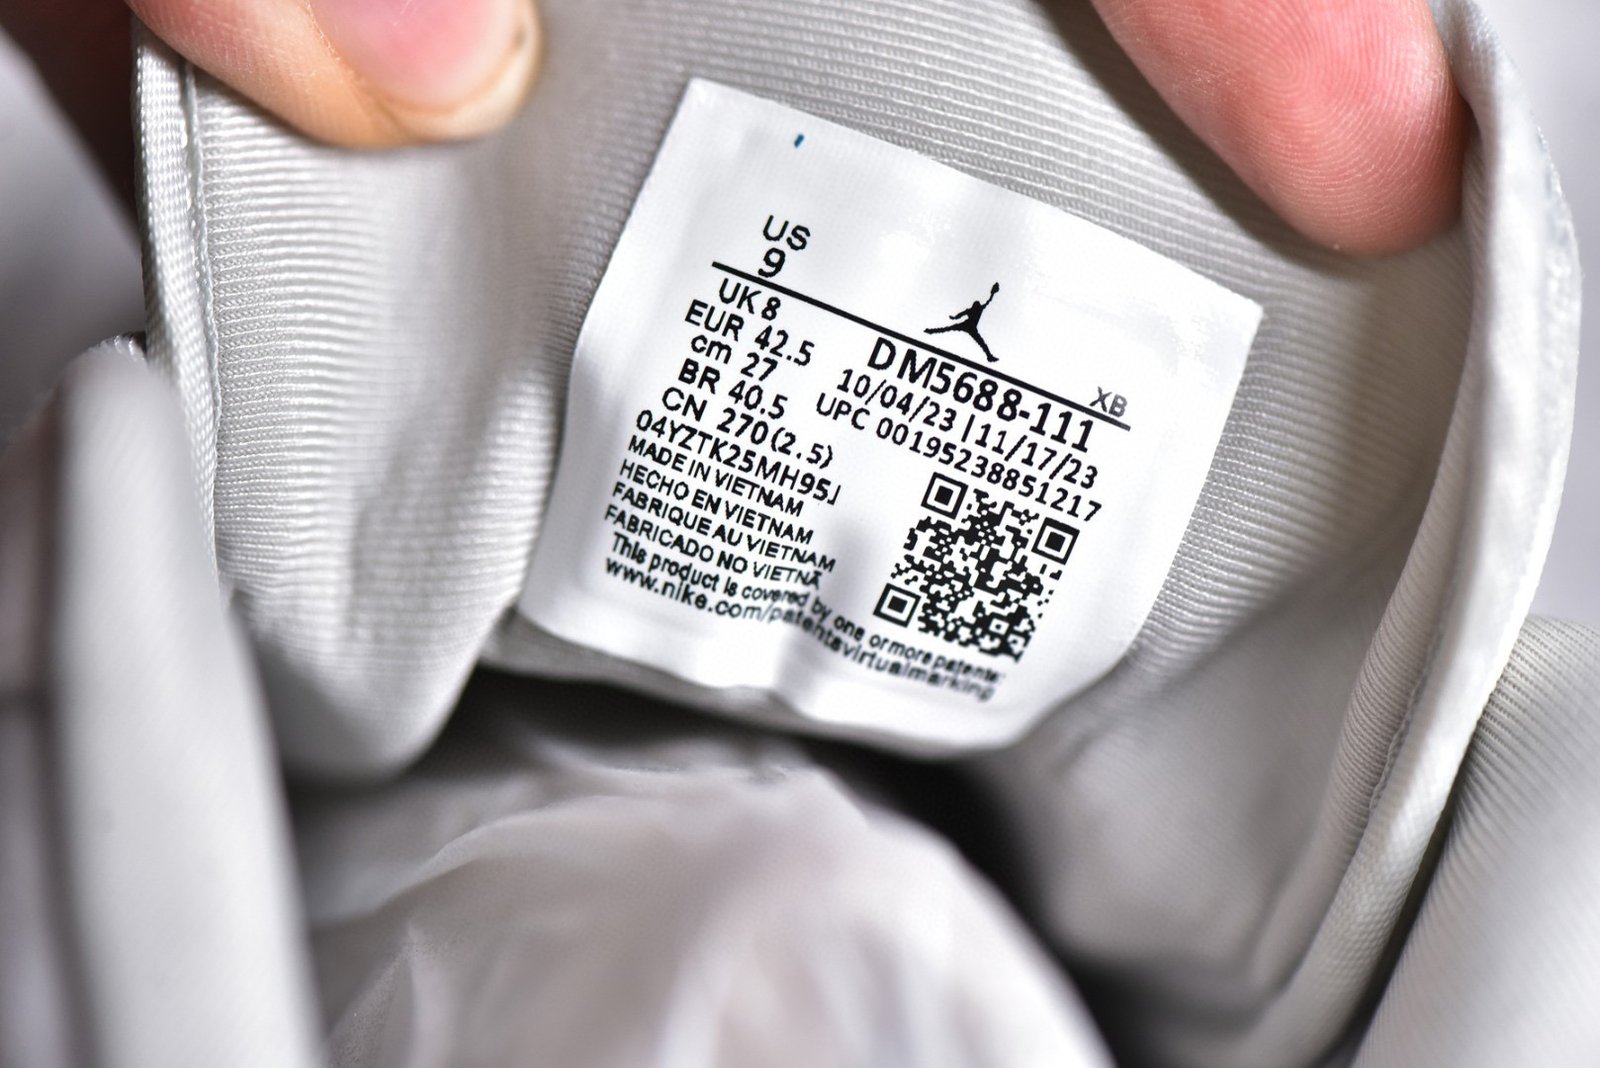 US
9
UK 8
EUR 42.5
cm 27
BR 40.5
CN 270(2.5)
04YZTK25MH95J
MADE IN VIETNAM
HECHO EN VIETNAM
FABRIQUE AU VIETNAM
FABRICADO NO VIETNÃ
This product is covered by one or more patents:
www.nike.com/patentsvirtualmarking
XB
DM5688-111
10/04/23 | 11/17/23
UPC 00195238851217